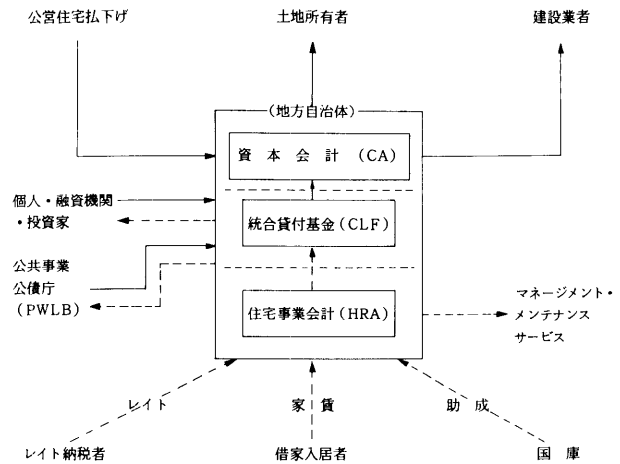 公営住宅払下げ
土地所有者
建設業者
(地方自治体)
資本会計(CA)
個人・融資機関
・投資家
統合貸付基金(CLF)
公共事業
公債庁
(PWLB)
住宅事業会計(HRA)
マネージメント・
メンテナンス
サービス
レイト
家賃
助成
レイト納税者
借家入居者
国庫